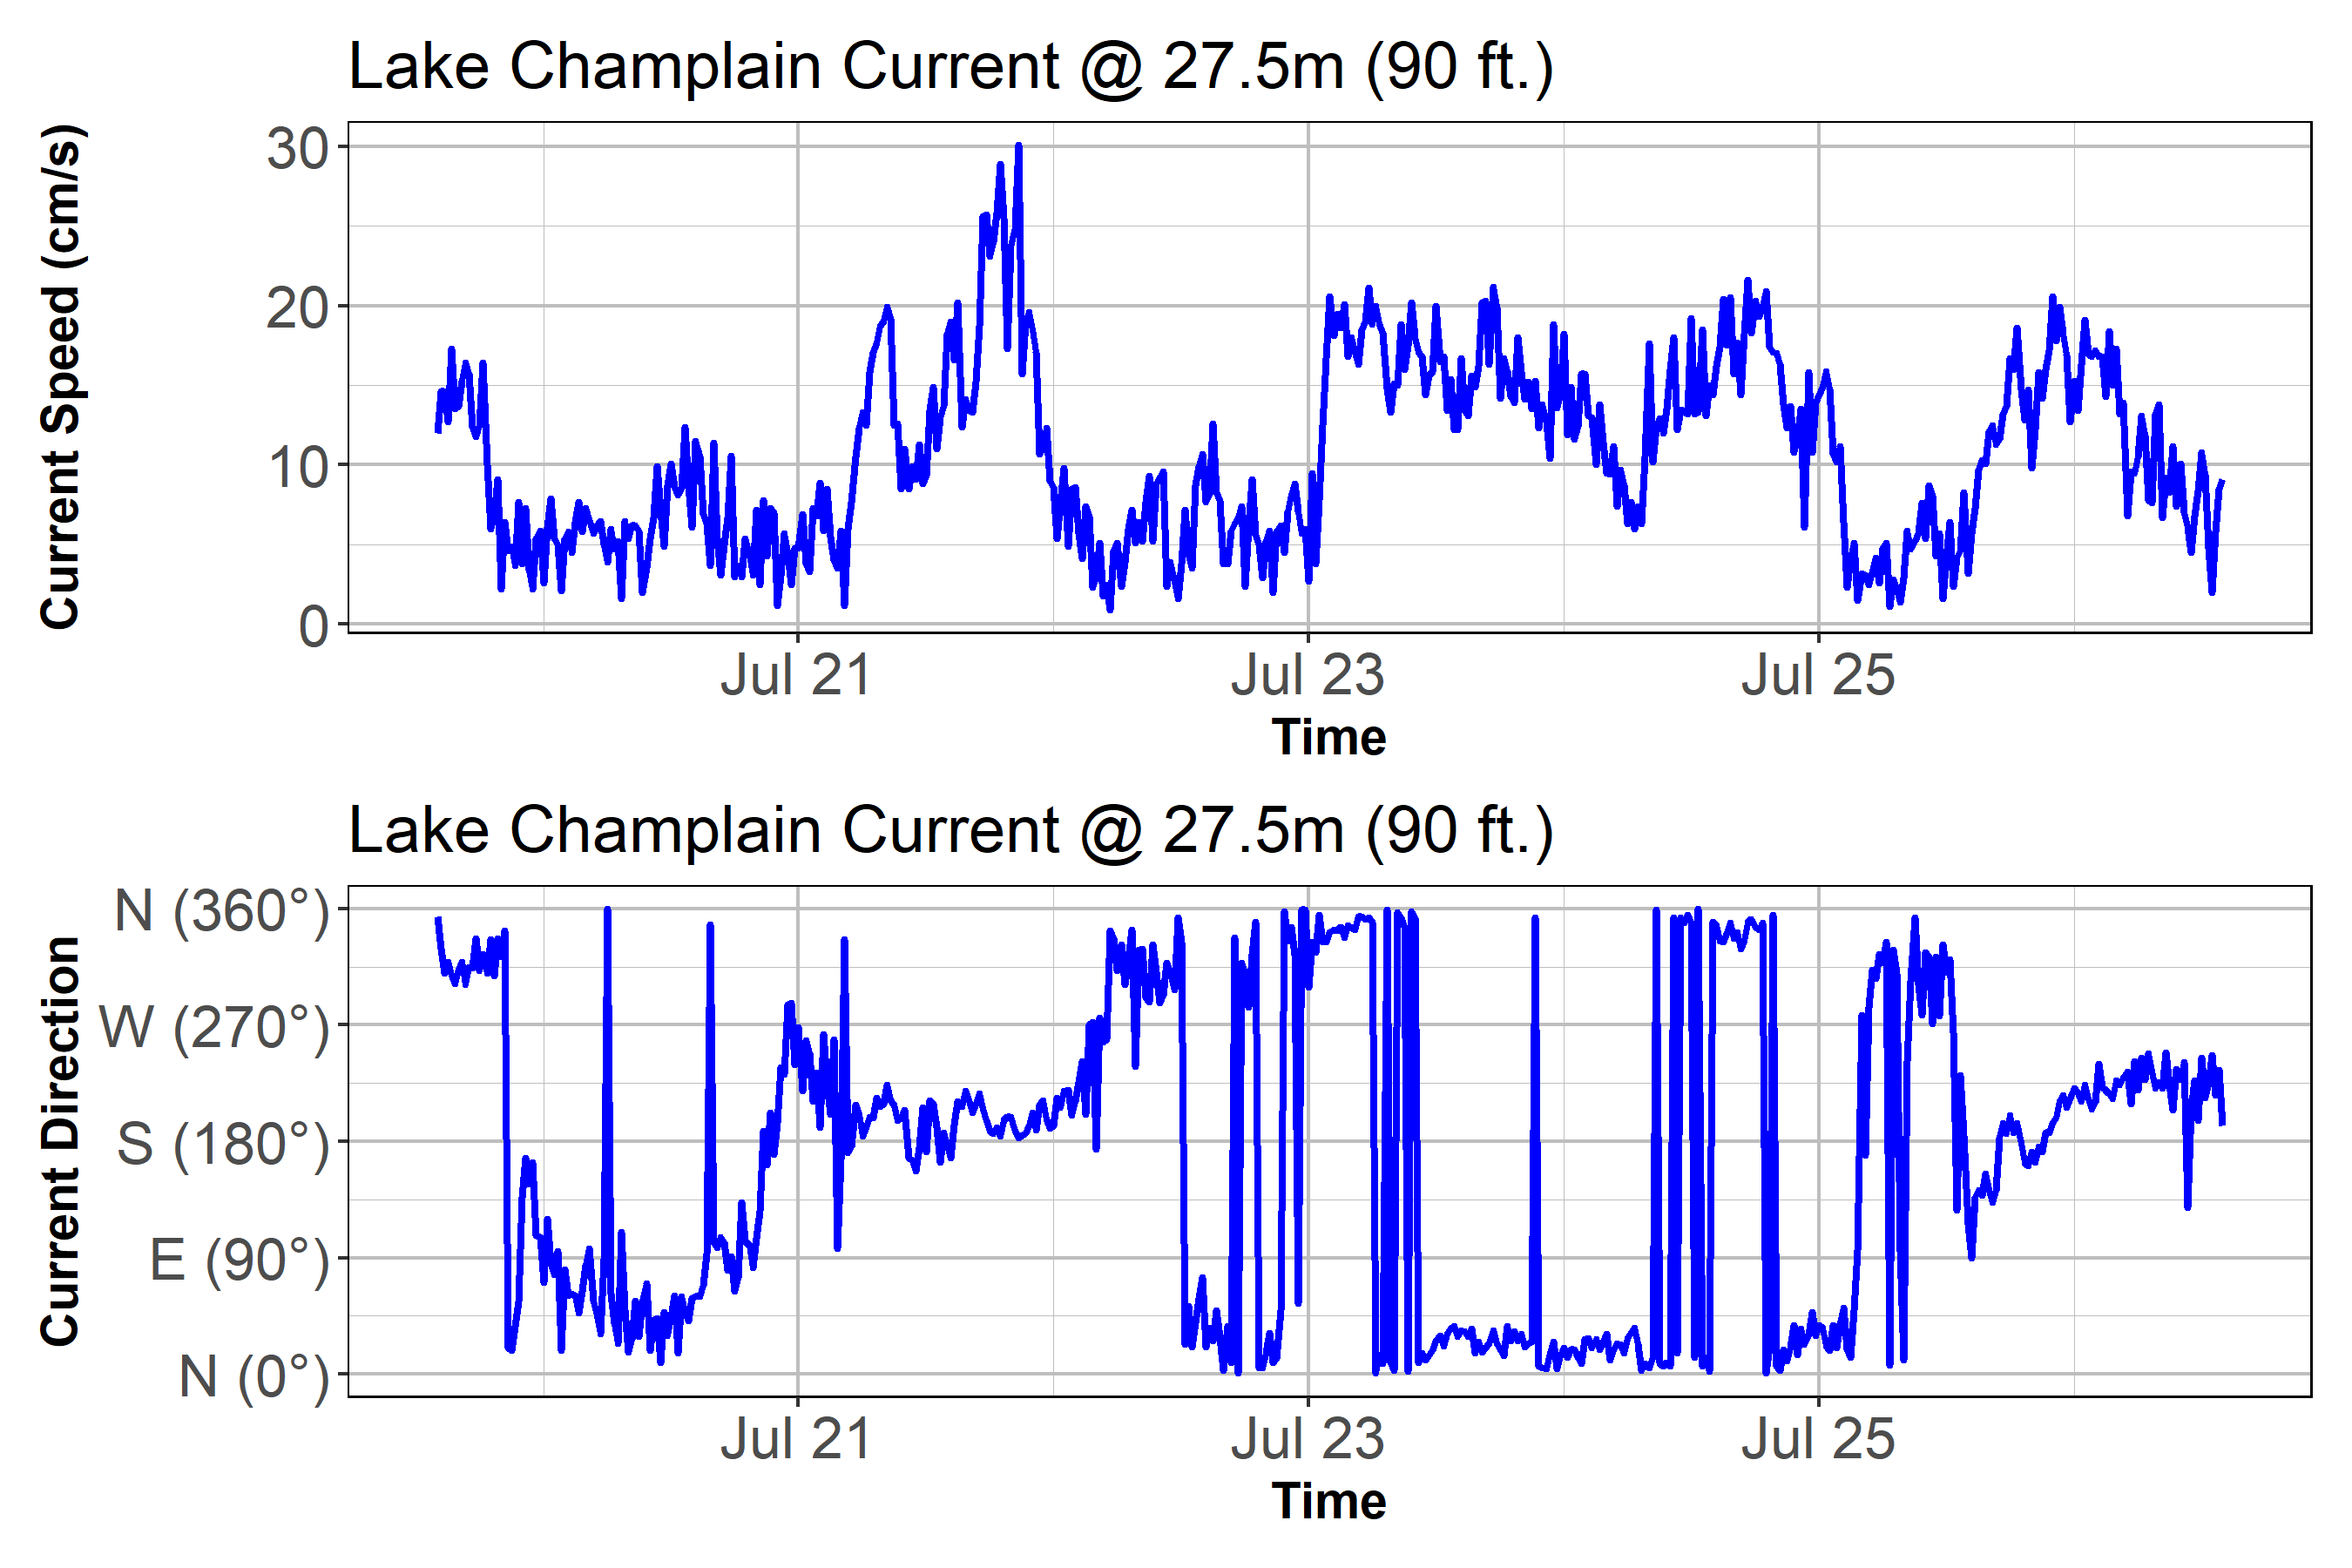 Lake Champlain Current @ 27.5m (90 ft.)
Current Speed (cm/s)
30
20
10
0
Jul 21 Jul 23 Jul 25
Time
Lake Champlain Current @ 27.5m (90 ft.)
Current Direction
N (360°)
W (270°)
S (180°)
E (90°)
N (0°)
Jul 21 Jul 23 Jul 25
Time